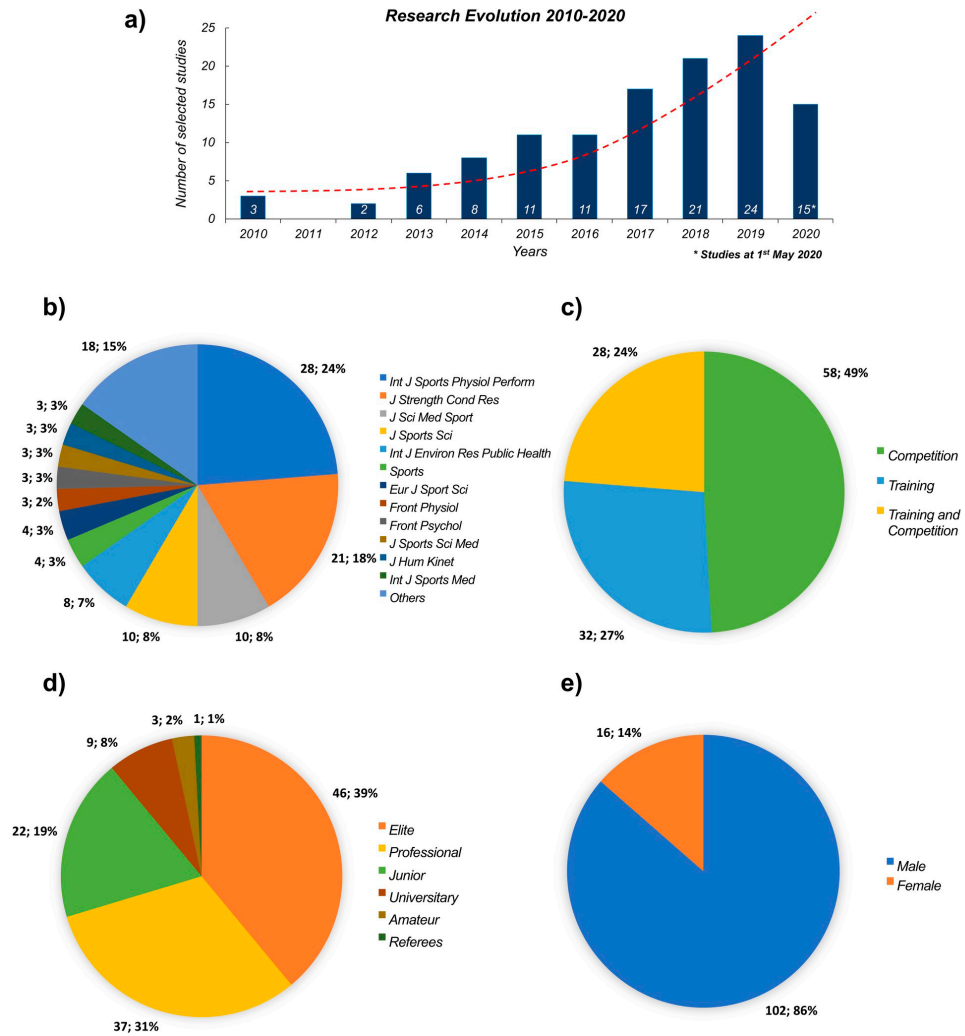 a)
Research Evolution 2010-2020
Number of selected studies
25
20
15
10
5
0
3
2
6
8
11
11
17
21
24
15*
2010
2011
2012
2013
2014
2015
2016
2017
2018
2019
2020
Years
* Studies at 1st May 2020
b)
18; 15%
28; 24%
3; 3%
3; 3%
3; 3%
3; 3%
3; 2%
4; 3%
4; 3%
8; 7%
10; 8%
10; 8%
21; 18%
Int J Sports Physiol Perform
J Strength Cond Res
J Sci Med Sport
J Sports Sci
Int J Environ Res Public Health
Sports
Eur J Sport Sci
Front Physiol
Front Psychol
J Sports Sci Med
J Hum Kinet
Int J Sports Med
Others
c)
28; 24%
58; 49%
32; 27%
Competition
Training
Training and
Competition
d)
3; 2%
1; 1%
9; 8%
46; 39%
22; 19%
37; 31%
Elite
Professional
Junior
Universitary
Amateur
Referees
e)
16; 14%
102; 86%
Male
Female